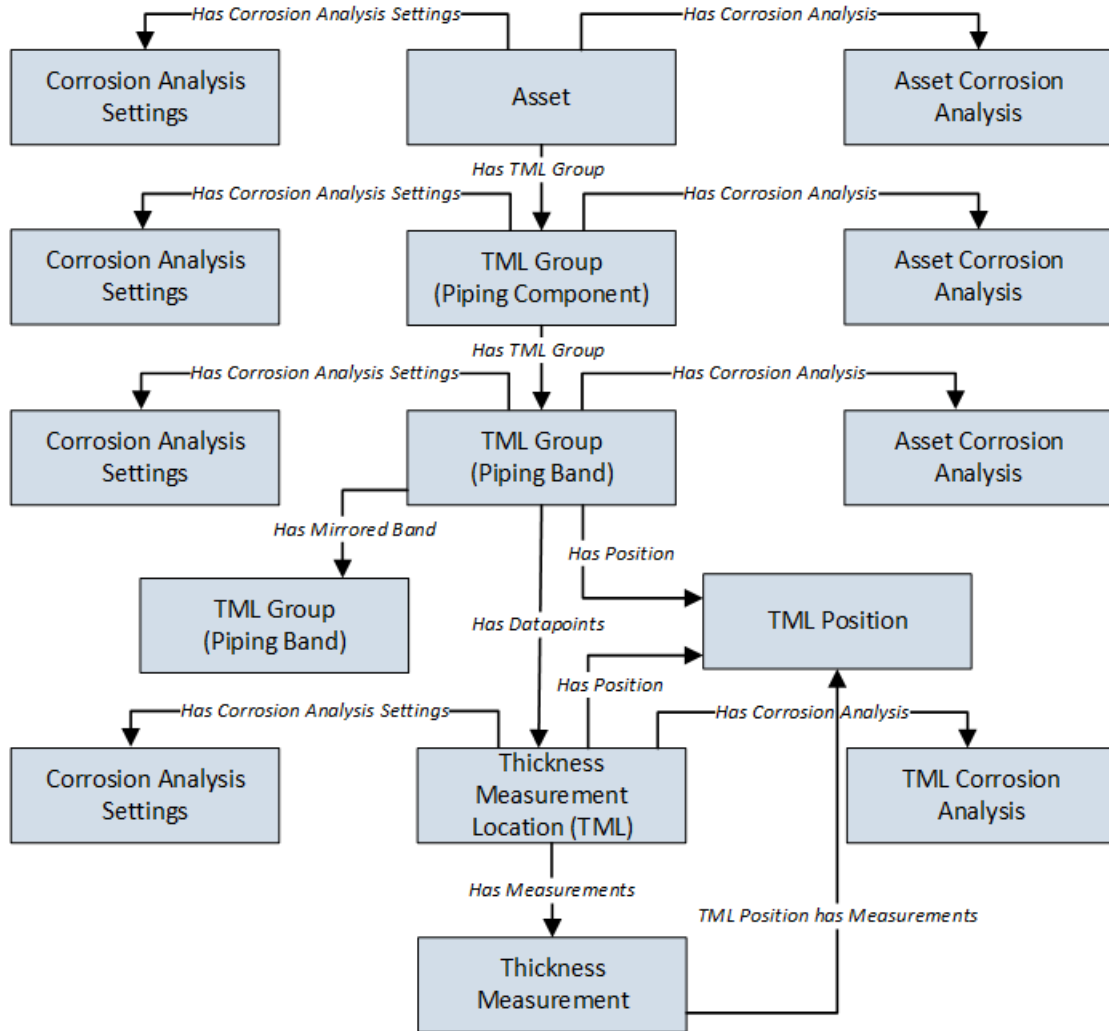 Has Corrosion Analysis Settings
Has Corrosion Analysis
Corrosion Analysis
Settings
Asset
Asset Corrosion
Analysis
Has TML Group
Has Corrosion Analysis Settings
Has Corrosion Analysis
Corrosion Analysis
Settings
TML Group
(Piping Component)
Asset Corrosion
Analysis
Has TML Group
Has Corrosion Analysis Settings
Has Corrosion Analysis
Corrosion Analysis
Settings
TML Group
(Piping Band)
Asset Corrosion
Analysis
Has Mirrored Band
Has Position
TML Group
(Piping Band)
Has Datapoints
TML Position
Has Position
Has Corrosion Analysis Settings
Has Corrosion Analysis
Corrosion Analysis
Settings
Thickness
Measurement
Location (TML)
TML Corrosion
Analysis
Has Measurements
TML Position has Measurements
Thickness
Measurement